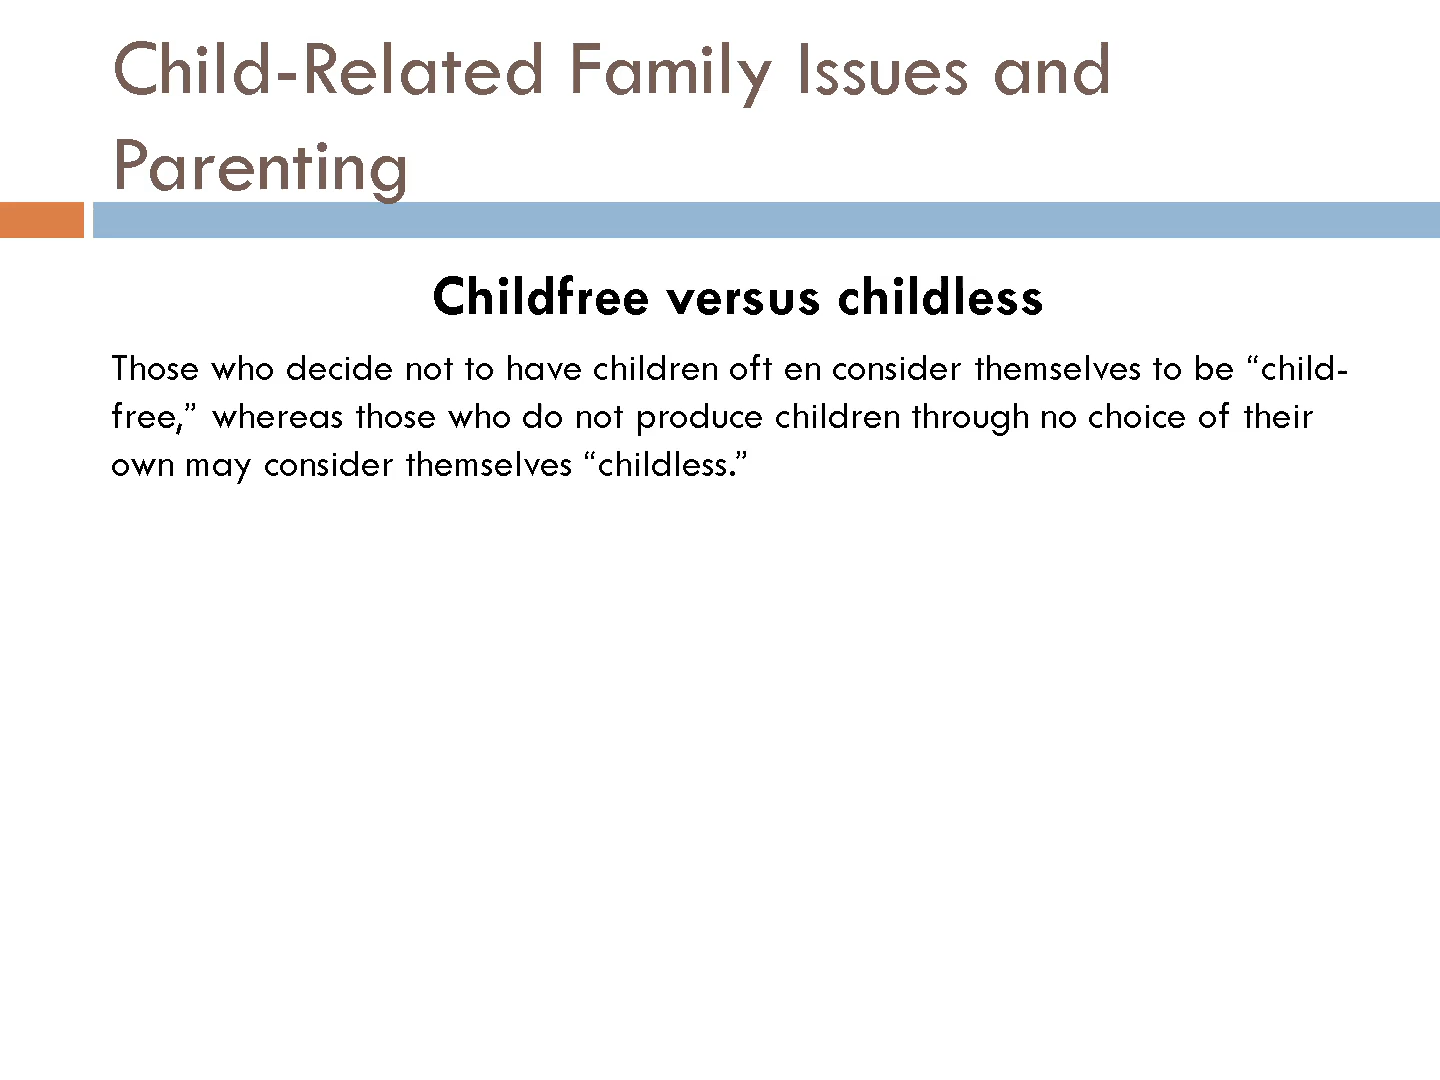 Child-Related Family Issues and
Parenting
Childfree versus childless
Those who decide not to have children oft en consider themselves to be “child-
free,” whereas those who do not produce children through no choice of their
own may consider themselves “childless.”